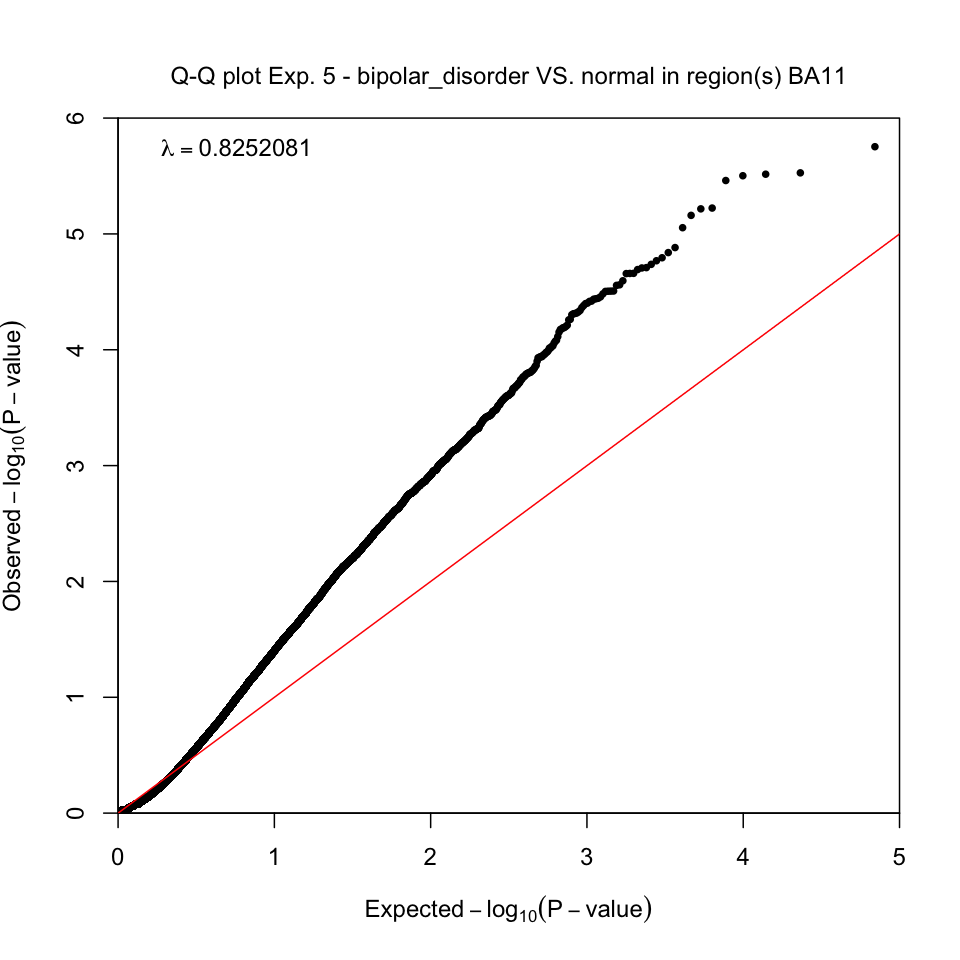 Q-Q plot Exp. 5 - bipolar_disorder VS. normal in region(s) BA11
λ = 0.8252081
6
5
4
3
2
1
0
Observed − log10(P − value)
0 1 2 3 4 5
Expected − log10(P − value)